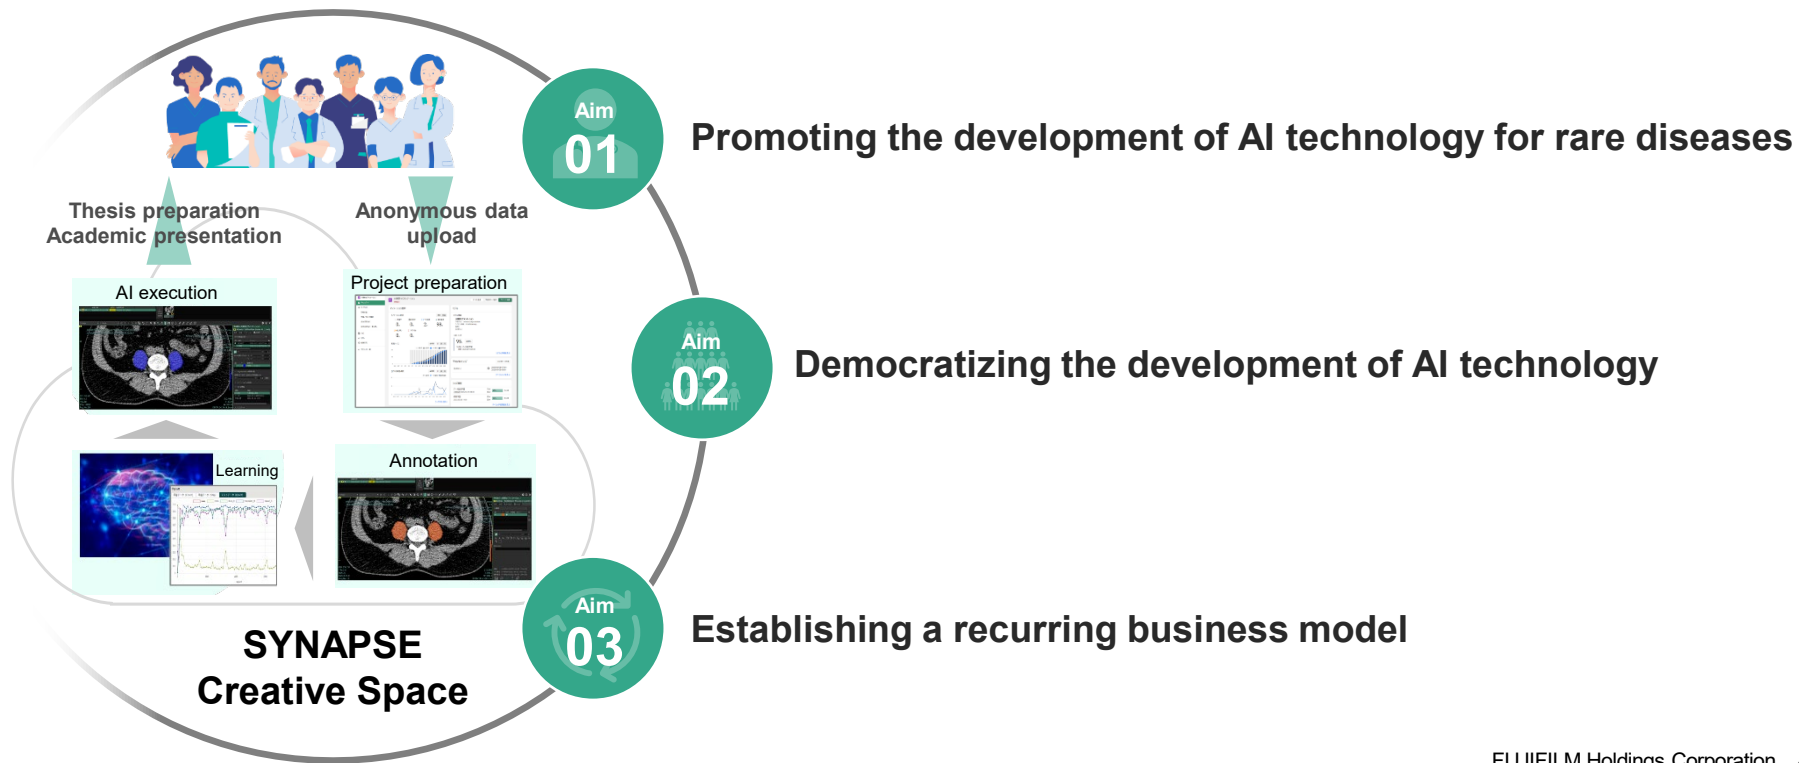 Aim
01
Promoting the development of AI technology for rare diseases
Thesis preparation
Academic presentation
Anonymous data
upload
AI execution
Project preparation
Aim
02
Democratizing the development of AI technology
Learning
Annotation
Aim
03
Establishing a recurring business model
SYNAPSE
Creative Space
FUJIFILM Holdings Corporation